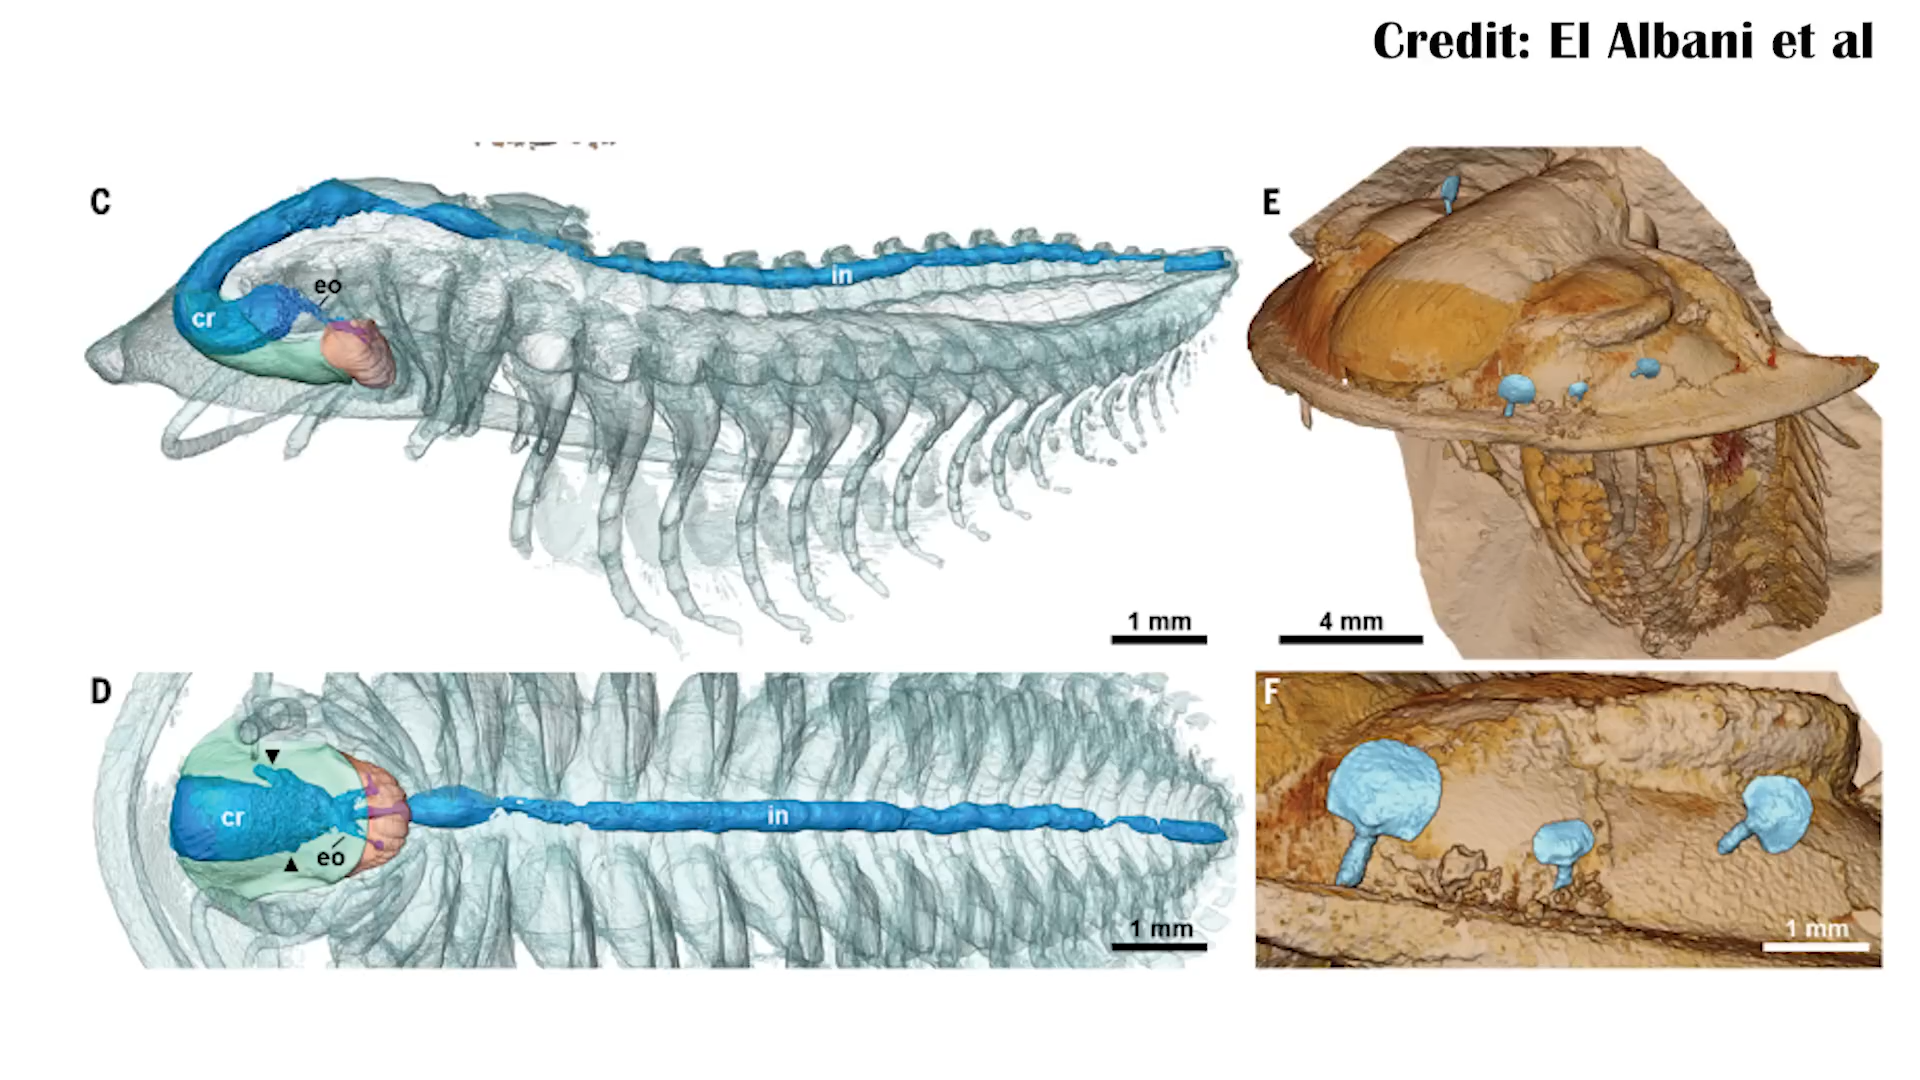 Credit: El Albani et al
C
eo
cr
in
1 mm
E
4 mm
D
cr
eo
in
1 mm
F
1 mm